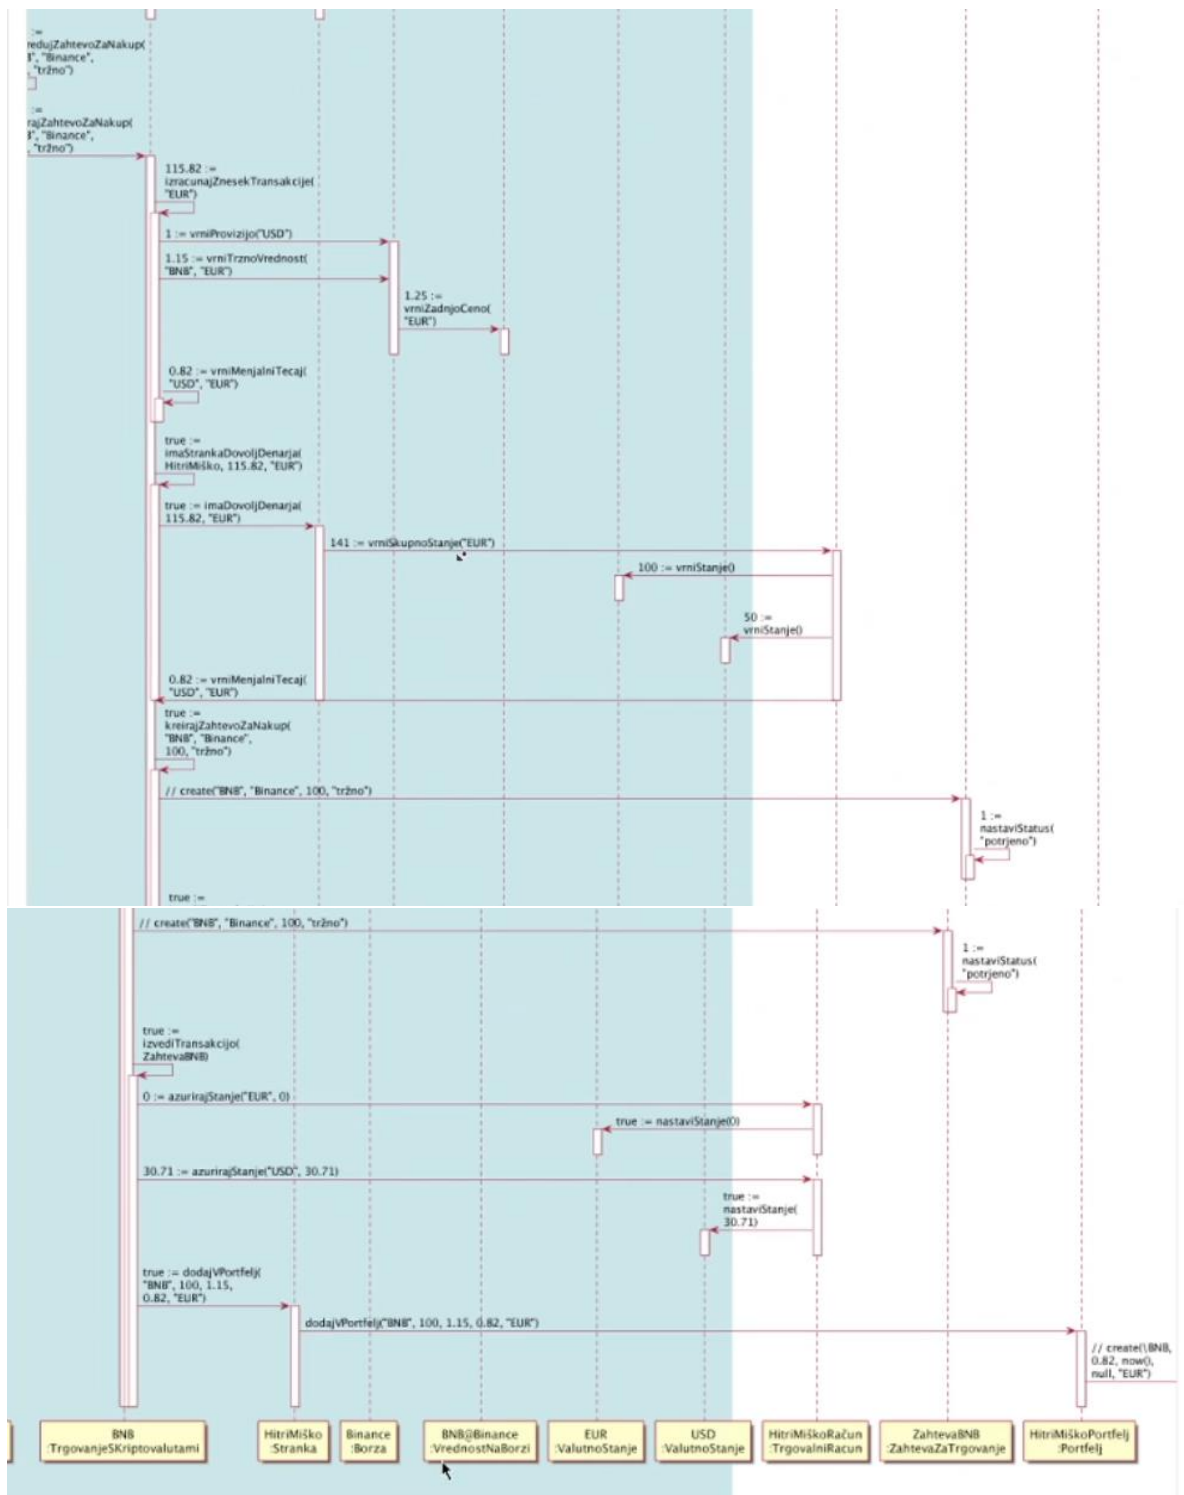 :=
redujZahtevoZaNakup(
3", "Binance",
, "tržno")
:=
rajZahtevoZaNakup(
3", "Binance",
, "tržno")
115.82 :=
izracunajZnesekTransakcije(
"EUR")
1 := vrniProvizijo("USD")
1.15 := vrniTrznoVrednost(
"BNB", "EUR")
1.25 :=
vrniZadnjoCeno(
"EUR")
0.82 := vrniMenjalniTecaj(
"USD", "EUR")
true :=
imaStrankaDovoljDenarja(
HitriMiško, 115.82, "EUR")
true := imaDovoljDenarja(
115.82, "EUR")
141 := vrniSkupnoStanje("EUR")
100 := vrniStanje()
50 :=
vrniStanje()
0.82 := vrniMenjalniTecaj(
"USD", "EUR")
true :=
kreirajZahtevoZaNakup(
"BNB", "Binance",
100, "tržno")
// create("BNB", "Binance", 100, "tržno")
1 :=
nastaviStatus(
"potrjeno")
true :=
// create("BNB", "Binance", 100, "tržno")
1 :=
nastaviStatus(
"potrjeno")
true :=
izvediTransakcijo(
ZahtevaBNB)
0 := azurirajStanje("EUR", 0)
true := nastaviStanje(0)
30.71 := azurirajStanje("USD", 30.71)
true :=
nastaviStanje(
30.71)
true := dodajVPortfelj(
"BNB", 100, 1.15,
0.82, "EUR")
dodajVPortfelj("BNB", 100, 1.15, 0.82, "EUR")
// create(\BNB,
0.82, now(),
null, "EUR")
BNB
:TrgovanjeSKriptovalutami
HitriMiško
:Stranka
Binance
:Borza
BNB@Binance
:VrednostNaBorzi
EUR
:ValutnoStanje
USD
:ValutnoStanje
HitriMiškoRačun
:TrgovalniRacun
ZahtevaBNB
:ZahtevaZaTrgovanje
HitriMiškoPortfelj
:Portfelj